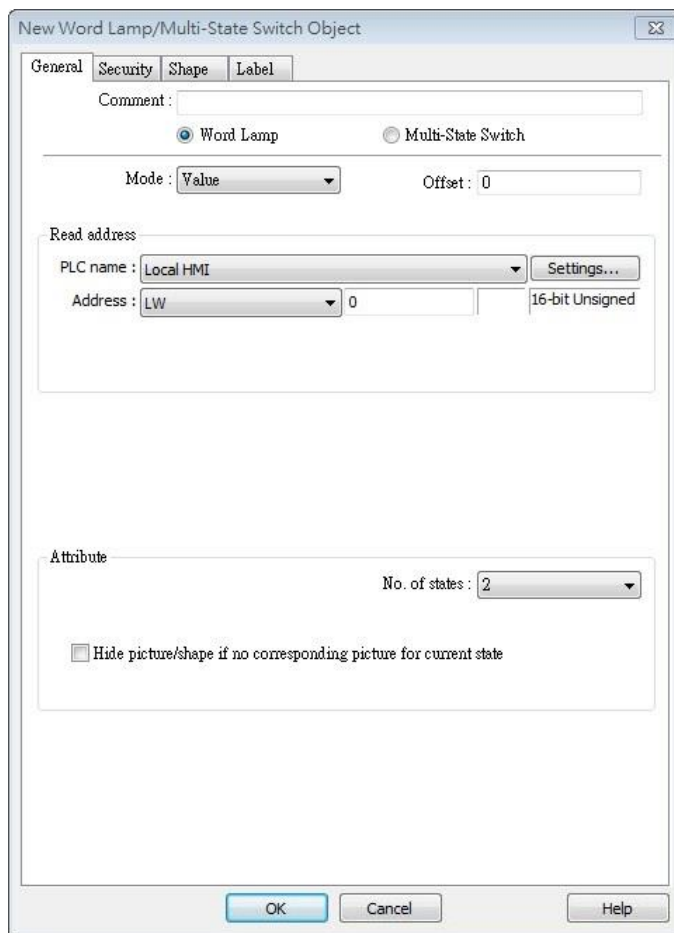 New Word Lamp/Multi-State Switch Object
General Security Shape Label
Comment :
Word Lamp Multi-State Switch
Mode : Value Offset : 0
Read address
PLC name : Local HMI Settings...
Address : LW 0 16-bit Unsigned
Attribute
No. of states : 2
Hide picture/shape if no corresponding picture for current state
OK Cancel Help